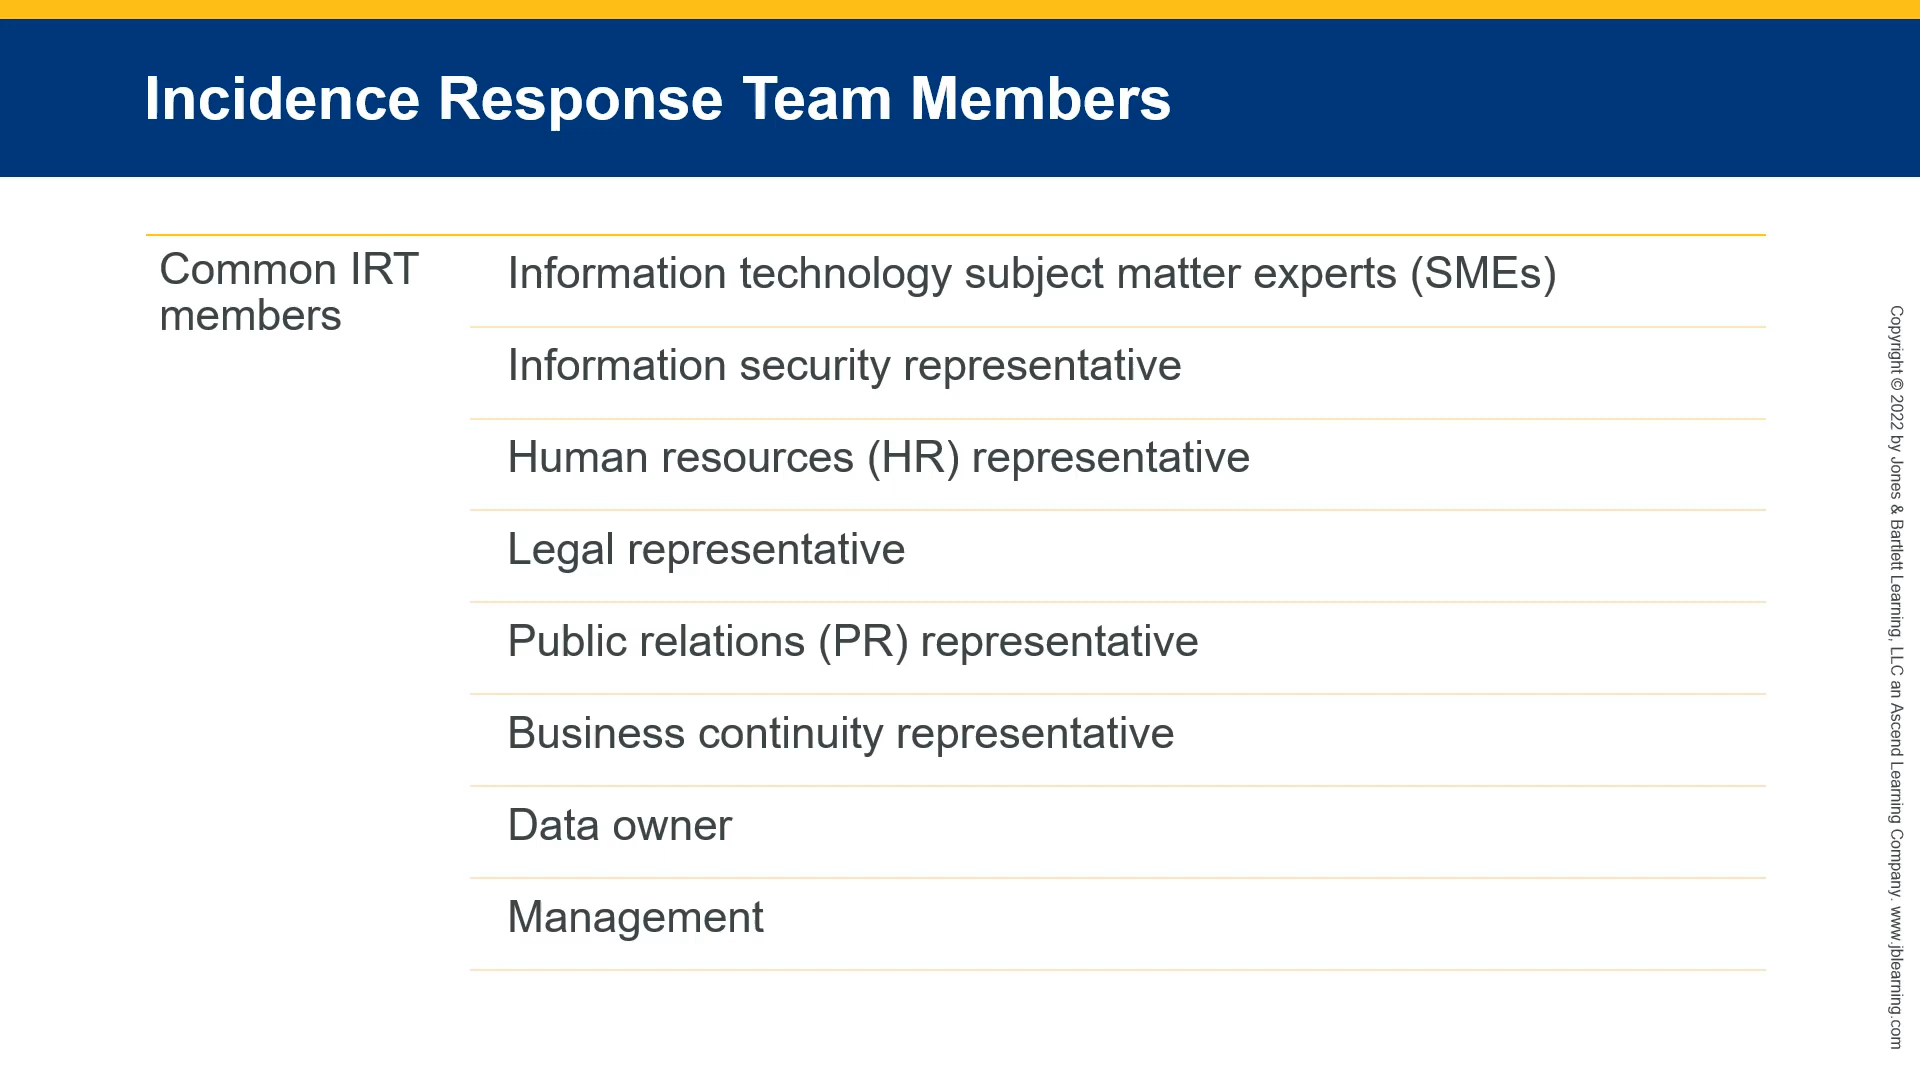 Incidence Response Team Members
Common IRT
members
Information technology subject matter experts (SMEs)
Information security representative
Human resources (HR) representative
Legal representative
Public relations (PR) representative
Business continuity representative
Data owner
Management
Copyright © 2022 by Jones & Bartlett Learning, LLC an Ascend Learning Company. www.jblearning.com